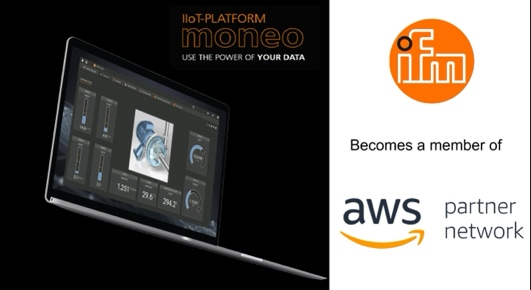 IIoT-PLATFORM
moneo
USE THE POWER OF YOUR DATA
1,231
29.6
294.2
ifm
Becomes a member of
aws partner
network